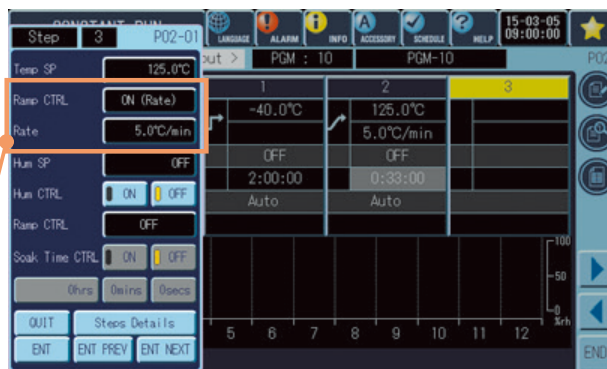 CONSTANT RUN
LANGUAGE ALARM INFO ACCESSORY SCHEDULE HELP 15-03-05
09:00:00
Step 3 P02-01
PGM : 10 PGM-10 P02
Temp SP 125.0℃
1 2 3
Ramp CTRL ON (Rate)
-40.0℃ 125.0℃
Rate 5.0℃/min
5.0℃/min
Hum SP OFF
OFF OFF
2:00:00 0:33:00
Hum CTRL ON OFF
Auto Auto
Ramp CTRL OFF
Soak Time CTRL ON OFF
100
50
0hrs 0mins 0secs
0
%rh
QUIT Steps Details
5 6 7 8 9 10 11 12
ENT ENT PREV ENT NEXT
END